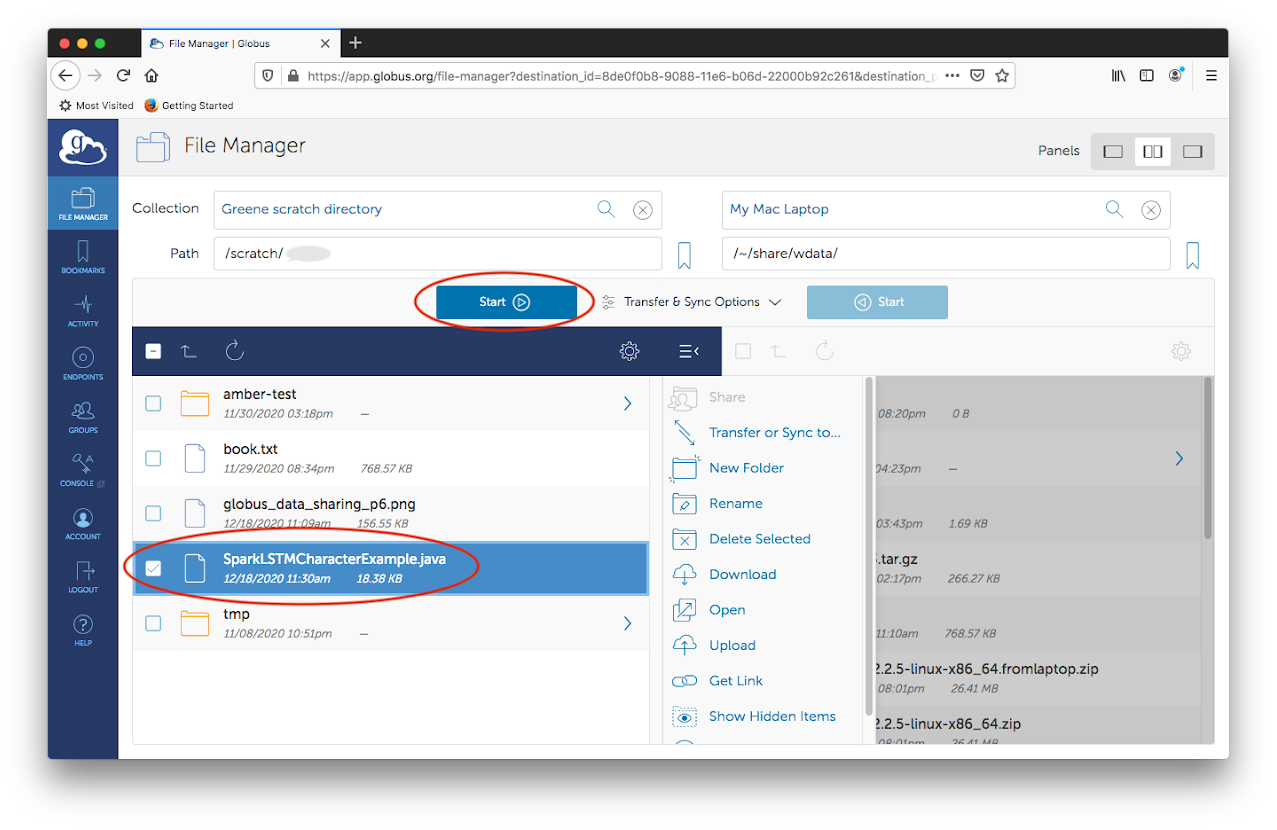 File Manager | Globus
https://app.globus.org/file-manager?destination_id=8de0f0b8-9088-11e6-b06d-22000b92c261&destination_p
Most Visited Getting Started
g
File Manager
Panels
FILE MANAGER
BOOKMARKS
ACTIVITY
ENDPOINTS
GROUPS
CONSOLE
ACCOUNT
LOGOUT
HELP
Collection Greene scratch directory
My Mac Laptop
Path /scratch/
/~/share/wdata/
Start
Transfer & Sync Options
Start
amber-test
11/30/2020 03:18pm —
book.txt
11/29/2020 08:34pm 768.57 KB
globus_data_sharing_p6.png
12/18/2020 11:09am 156.55 KB
SparkLSTMCharacterExample.java
12/18/2020 11:30am 18.38 KB
tmp
11/08/2020 10:51pm —
Share
Transfer or Sync to...
New Folder
Rename
Delete Selected
Download
Open
Upload
Get Link
Show Hidden Items
08:20pm 0 B
04:23pm —
03:43pm 1.69 KB
.tar.gz
02:17pm 266.27 KB
11:10am 768.57 KB
2.2.5-linux-x86_64.fromlaptop.zip
08:01pm 26.41 MB
2.2.5-linux-x86_64.zip
08:01pm 26.41 MB